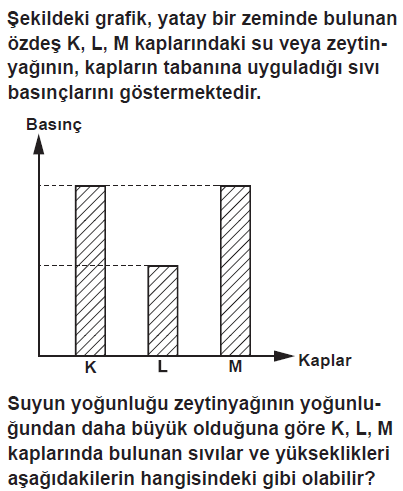 Şekildeki grafik, yatay bir zeminde bulunan
özdeş K, L, M kaplarındaki su veya zeytin-
yağının, kapların tabanına uyguladığı sıvı
basınçlarını göstermektedir.
Basınç
K L M Kaplar
Suyun yoğunluğu zeytinyağının yoğunlu-
ğundan daha büyük olduğuna göre K, L, M
kaplarında bulunan sıvılar ve yükseklikleri
aşağıdakilerin hangisindeki gibi olabilir?